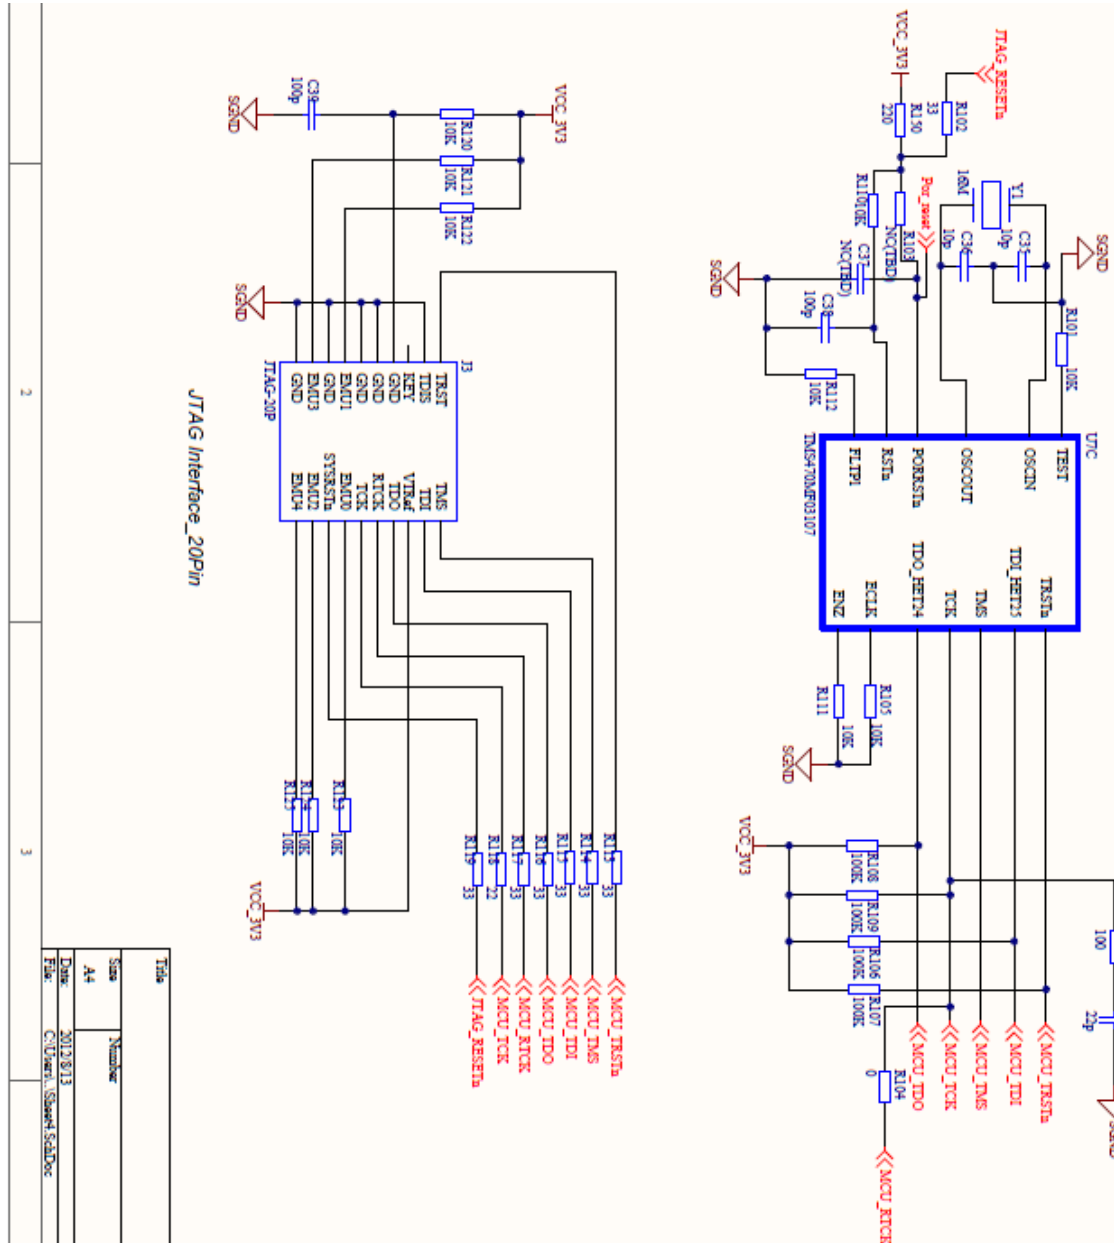 SGND
JTAG_RESETn
VCC_3V3
R102
33
R150
220
Y1
16M
C35
10p
C36
10p
R101
10K
Por_reset
R103
NC(TBD)
R110
10K
C37
NC(TBD)
C38
100p
R112
10K
SGND
U7C
TEST
OSCIN
OSCOUT
PORRSTn
RSTn
FLTP1
TRSTn
TDI_HET25
TMS
TCK
TDO_HET24
ECLK
ENZ
TMS470MF03107
R105
10K
R111
10K
SGND
VCC_3V3
R108
100K
R109
100K
R106
100K
R107
100K
100
22p
SGND
MCU_TRSTn
MCU_TDI
MCU_TMS
MCU_TCK
MCU_TDO
R104
0
MCU_RTCK
VCC_3V3
R120
10K
R121
10K
R122
10K
C39
100p
SGND
SGND
J3
TRST
TDIS
KEY
GND
GND
GND
EMU1
GND
EMU3
GND
TMS
TDI
VTRef
TDO
RTCK
TCK
EMU0
SYSRSTn
EMU2
EMU4
JTAG-20P
R113
33
R114
33
R115
33
R116
33
R117
33
R118
22
R119
33
MCU_TRSTn
MCU_TMS
MCU_TDI
MCU_TDO
MCU_RTCK
MCU_TCK
JTAG_RESETn
10K
R124
10K
10K
VCC_3V3
JTAG Interface_20Pin
Title
Size
A4
Number
Date:
2012/8/13
File:
C:\Users\..\Sheet4.SchDoc
2
3